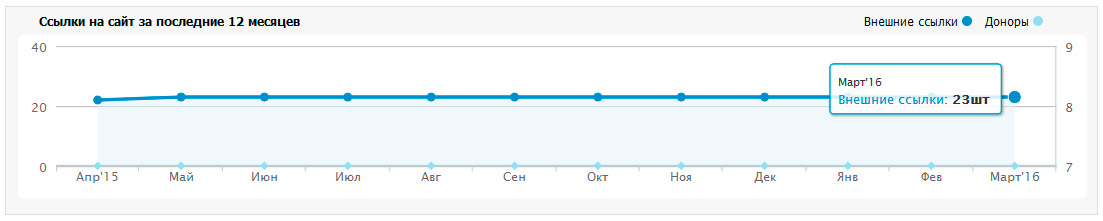 Ссылки на сайт за последние 12 месяцев
Внешние ссылки Доноры
40 9
Март'16
Внешние ссылки: 23шт
20 8
0 7
Апр'15 Май Июн Июл Авг Сен Окт Ноя Дек Янв Фев Март'16